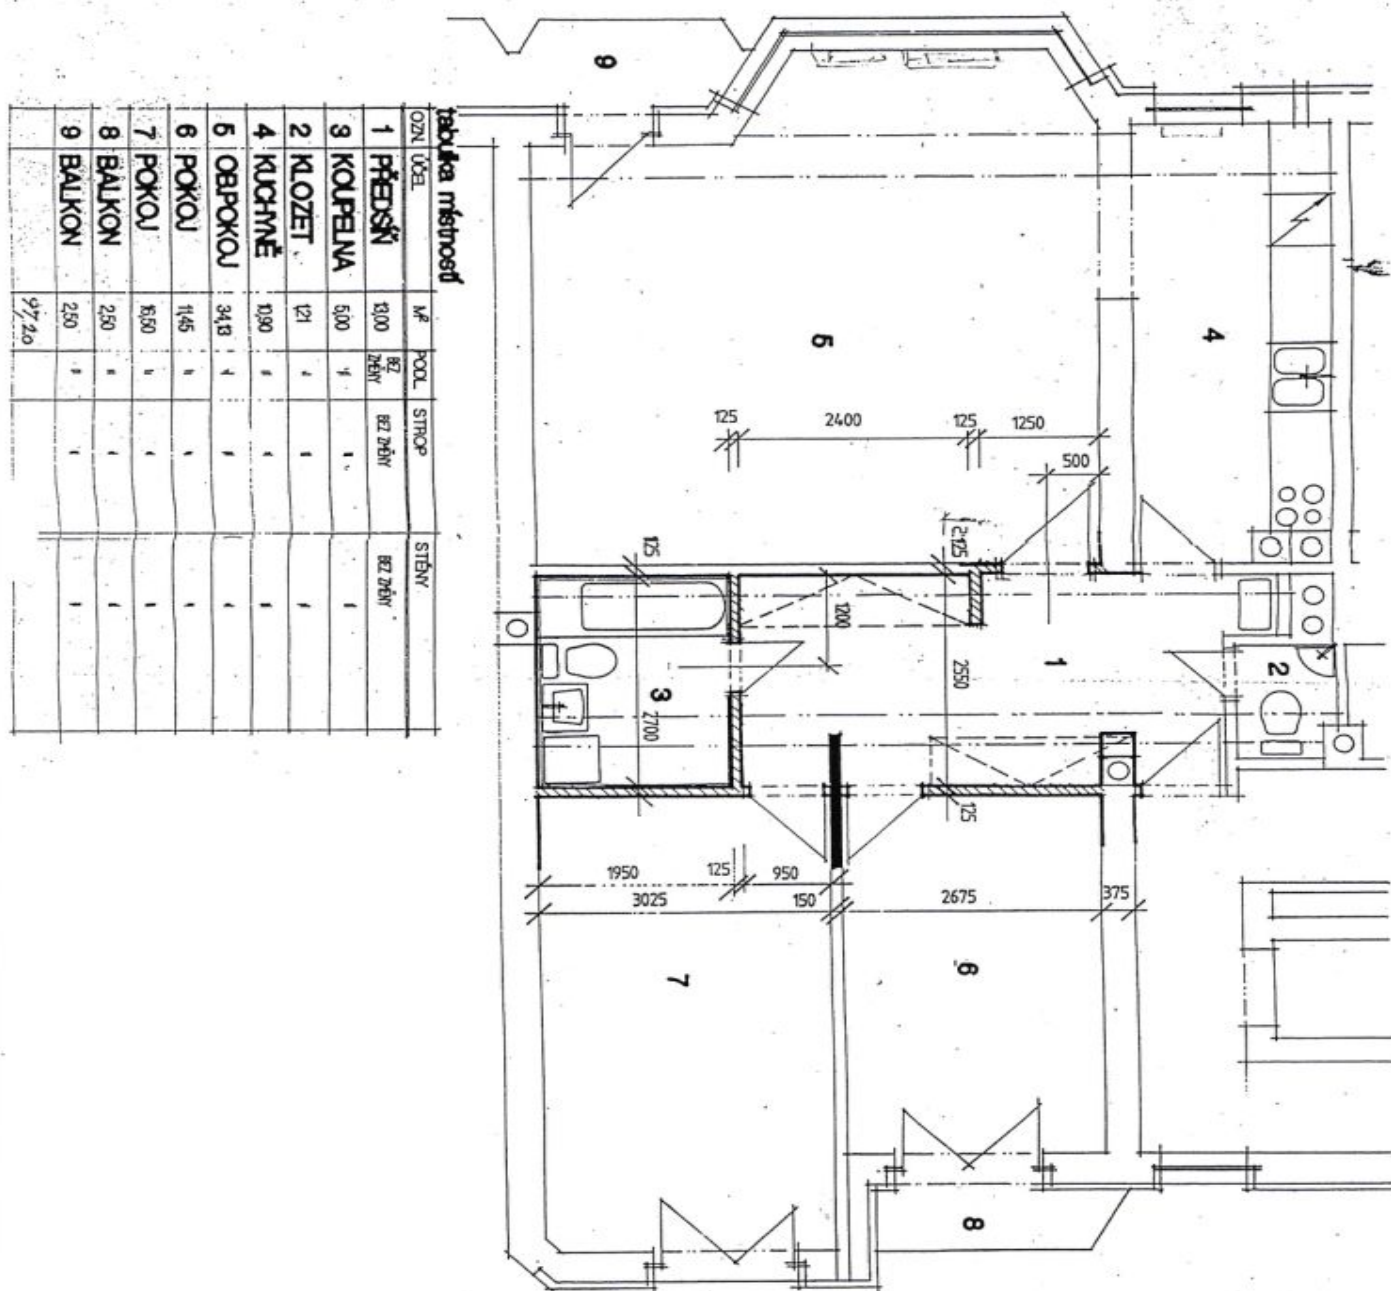 tabulka místností
OZN. ÚČEL M² PODL. STROP STĚNY
1 PŘEDSÍŇ 13,00 BEZ ZMĚNY BEZ ZMĚNY BEZ ZMĚNY
3 KOUPELNA 5,00 " " "
2 KLOZET 1,21 " " "
4 KUCHYNĚ 10,90 " " "
5 OB.POKOJ 34,13 " " "
6 POKOJ 11,45 " " "
7 POKOJ 16,50 " " "
8 BALKON 2,50 " " "
9 BALKON 2,50 " " "
97,20
9
5
4
125
2400
125
1250
500
125
125
1200
2550
1
2
3
2700
125
1950
125
950
3025
150
2675
375
7
6
8